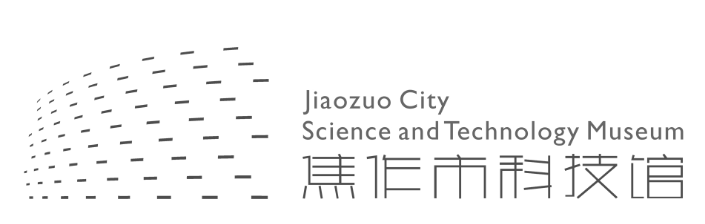 Jiaozuo City
Science and Technology Museum
焦作市科技馆